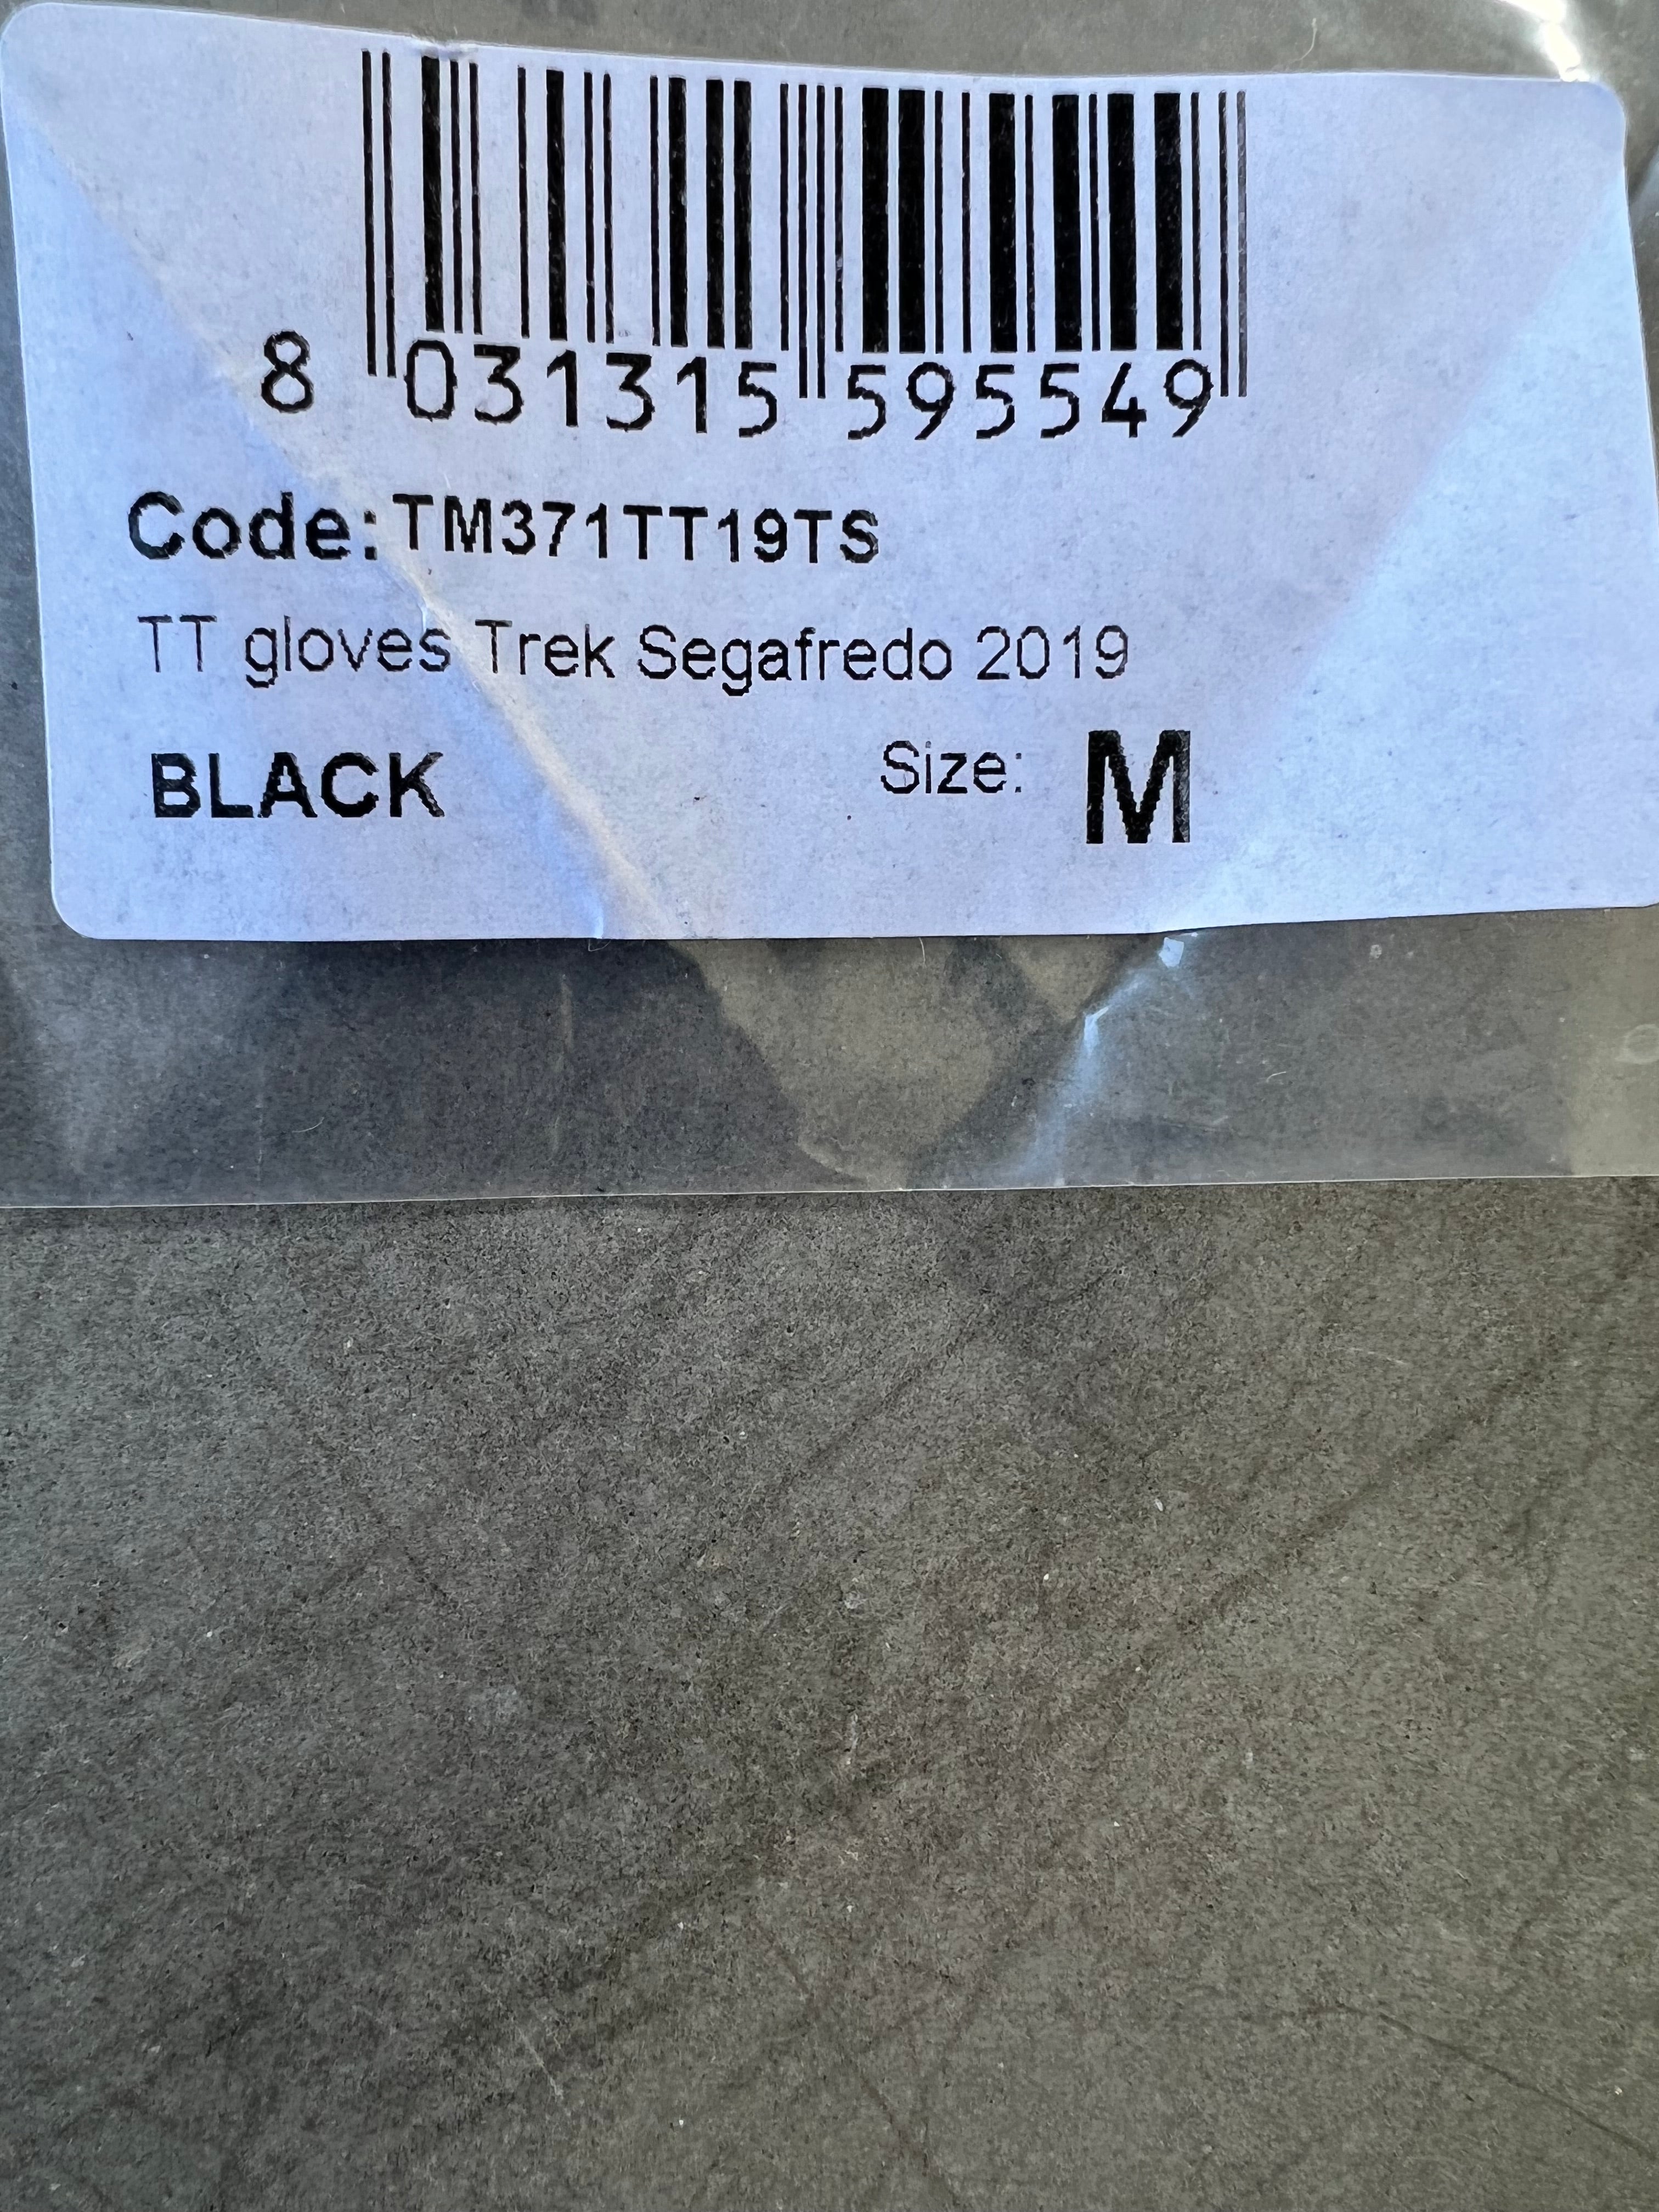 8 031315 595549
Code: TM371TT19TS
TT gloves Trek Segafredo 2019
BLACK Size: M